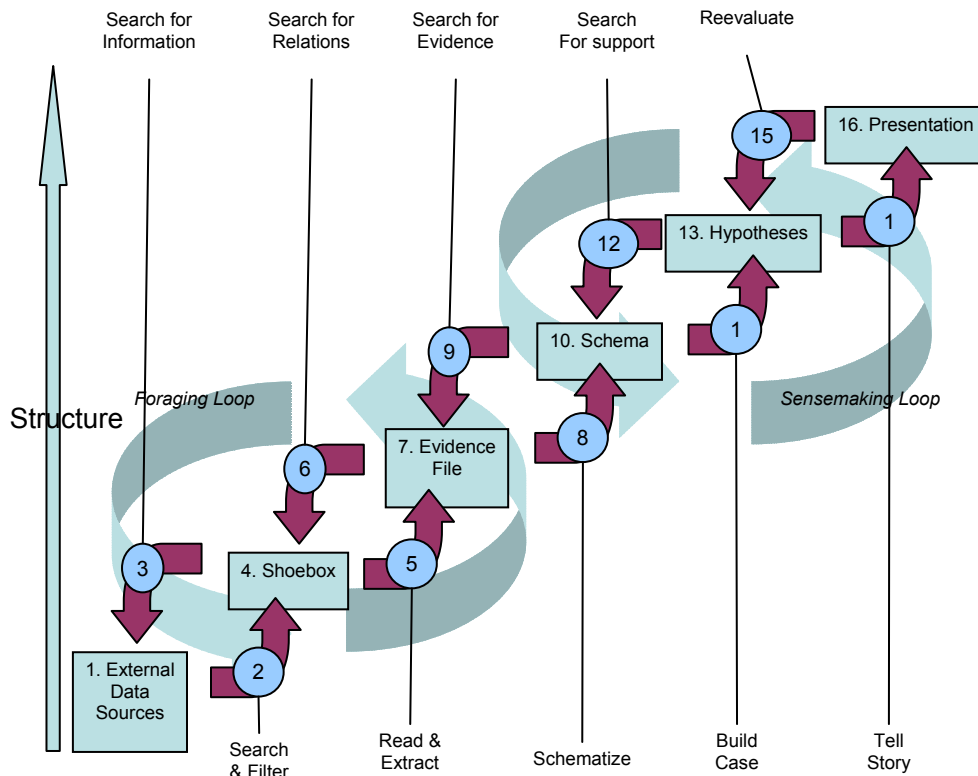 Search for
Information
Search for
Relations
Search for
Evidence
Search
For support
Reevaluate
15
16. Presentation
1
12
13. Hypotheses
1
9
10. Schema
Foraging Loop
Sensemaking Loop
Structure
8
7. Evidence
File
6
5
3
4. Shoebox
2
1. External
Data
Sources
Search
& Filter
Read &
Extract
Schematize
Build
Case
Tell
Story